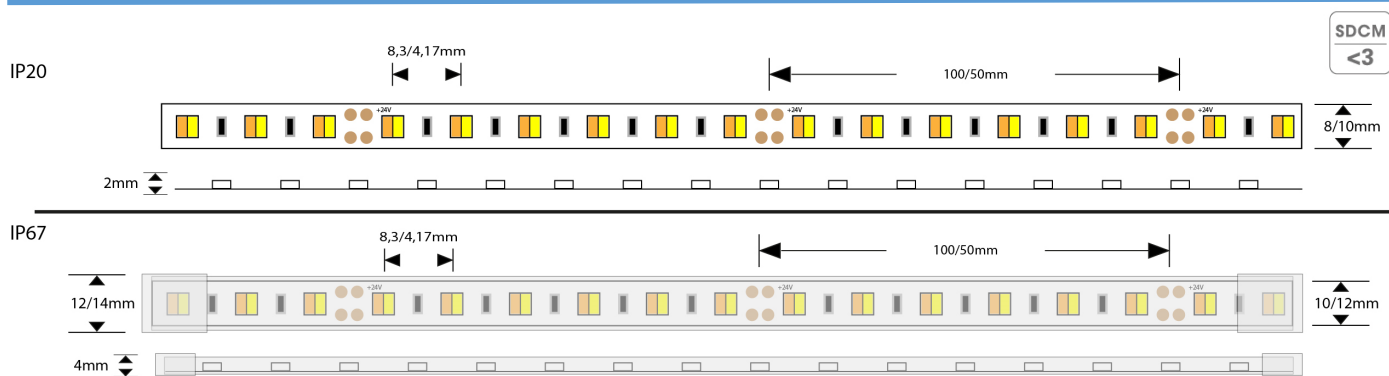 SDCM
<3
IP20
8,3/4,17mm
100/50mm
+24V
+24V
+24V
8/10mm
2mm
IP67
8,3/4,17mm
100/50mm
12/14mm
+24V
+24V
+24V
10/12mm
4mm